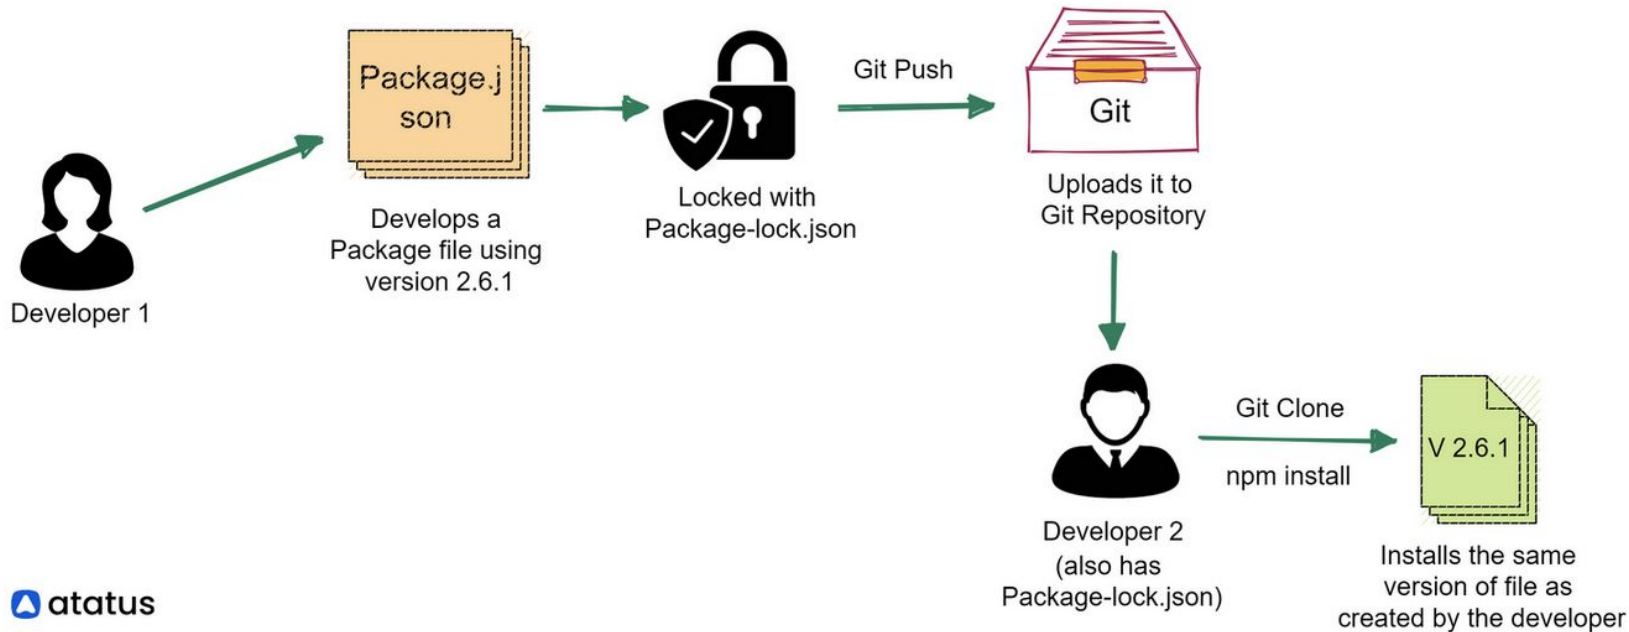 Package.j
son
Git Push
Git
Locked with
Package-lock.json
Uploads it to
Git Repository
Develops a
Package file using
version 2.6.1
Developer 1
Git Clone
V 2.6.1
npm install
Developer 2
(also has
Package-lock.json)
Installs the same
version of file as
created by the developer
atatus